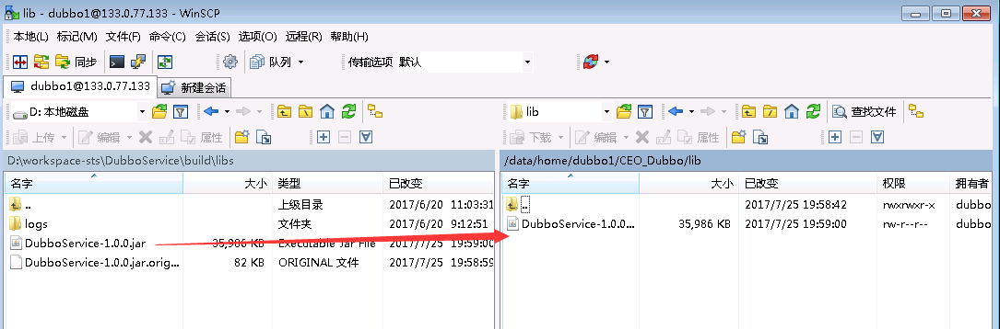 lib - dubbo1@133.0.77.133 - WinSCP
本地(L) 标记(M) 文件(F) 命令(C) 会话(S) 选项(O) 远程(R) 帮助(H)
同步 队列 传输选项 默认
dubbo1@133.0.77.133 新建会话
D: 本地磁盘 lib 查找文件
上传 编辑 属性 下载 编辑 属性
D:\workspace-sts\DubboService\build\libs /data/home/dubbo1/CEO_Dubbo/lib
名字 大小 类型 已改变 名字 大小 已改变 权限 拥有者
.. 上级目录 2017/6/20 11:03:31 .. 2017/7/25 19:58:42 rwxrwxr-x dubbo
logs 文件夹 2017/6/20 9:12:51 DubboService-1.0.0... 35,986 KB 2017/7/25 19:59:00 rw-r--r-- dubbo
DubboService-1.0.0.jar 35,986 KB Executable Jar File 2017/7/25 19:59:00
DubboService-1.0.0.jar.orig... 82 KB ORIGINAL 文件 2017/7/25 18:58:59